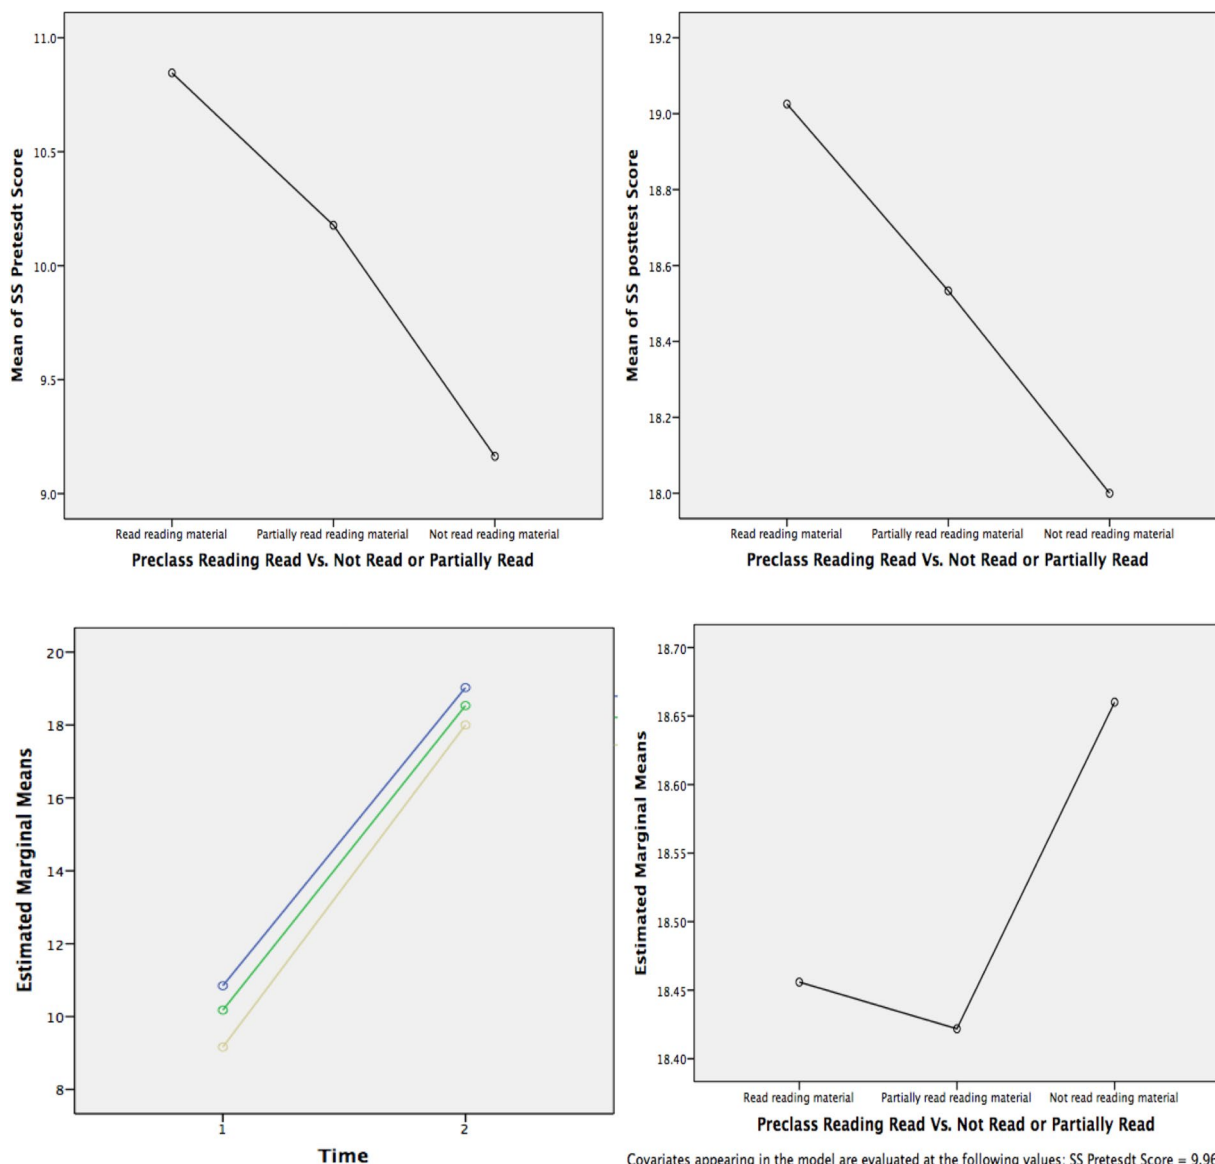 Mean of SS Pretesdt Score
11.0
10.5
10.0
9.5
9.0
Read reading material
Partially read reading material
Not read reading material
Preclass Reading Read Vs. Not Read or Partially Read
Mean of SS posttest Score
19.2
19.0
18.8
18.6
18.4
18.2
18.0
Read reading material
Partially read reading material
Not read reading material
Preclass Reading Read Vs. Not Read or Partially Read
Estimated Marginal Means
20
18
16
14
12
10
8
1
2
Time
Estimated Marginal Means
18.70
18.65
18.60
18.55
18.50
18.45
18.40
Read reading material
Partially read reading material
Not read reading material
Preclass Reading Read Vs. Not Read or Partially Read
Covariates appearing in the model are evaluated at the following values: SS Pretesdt Score = 9.96